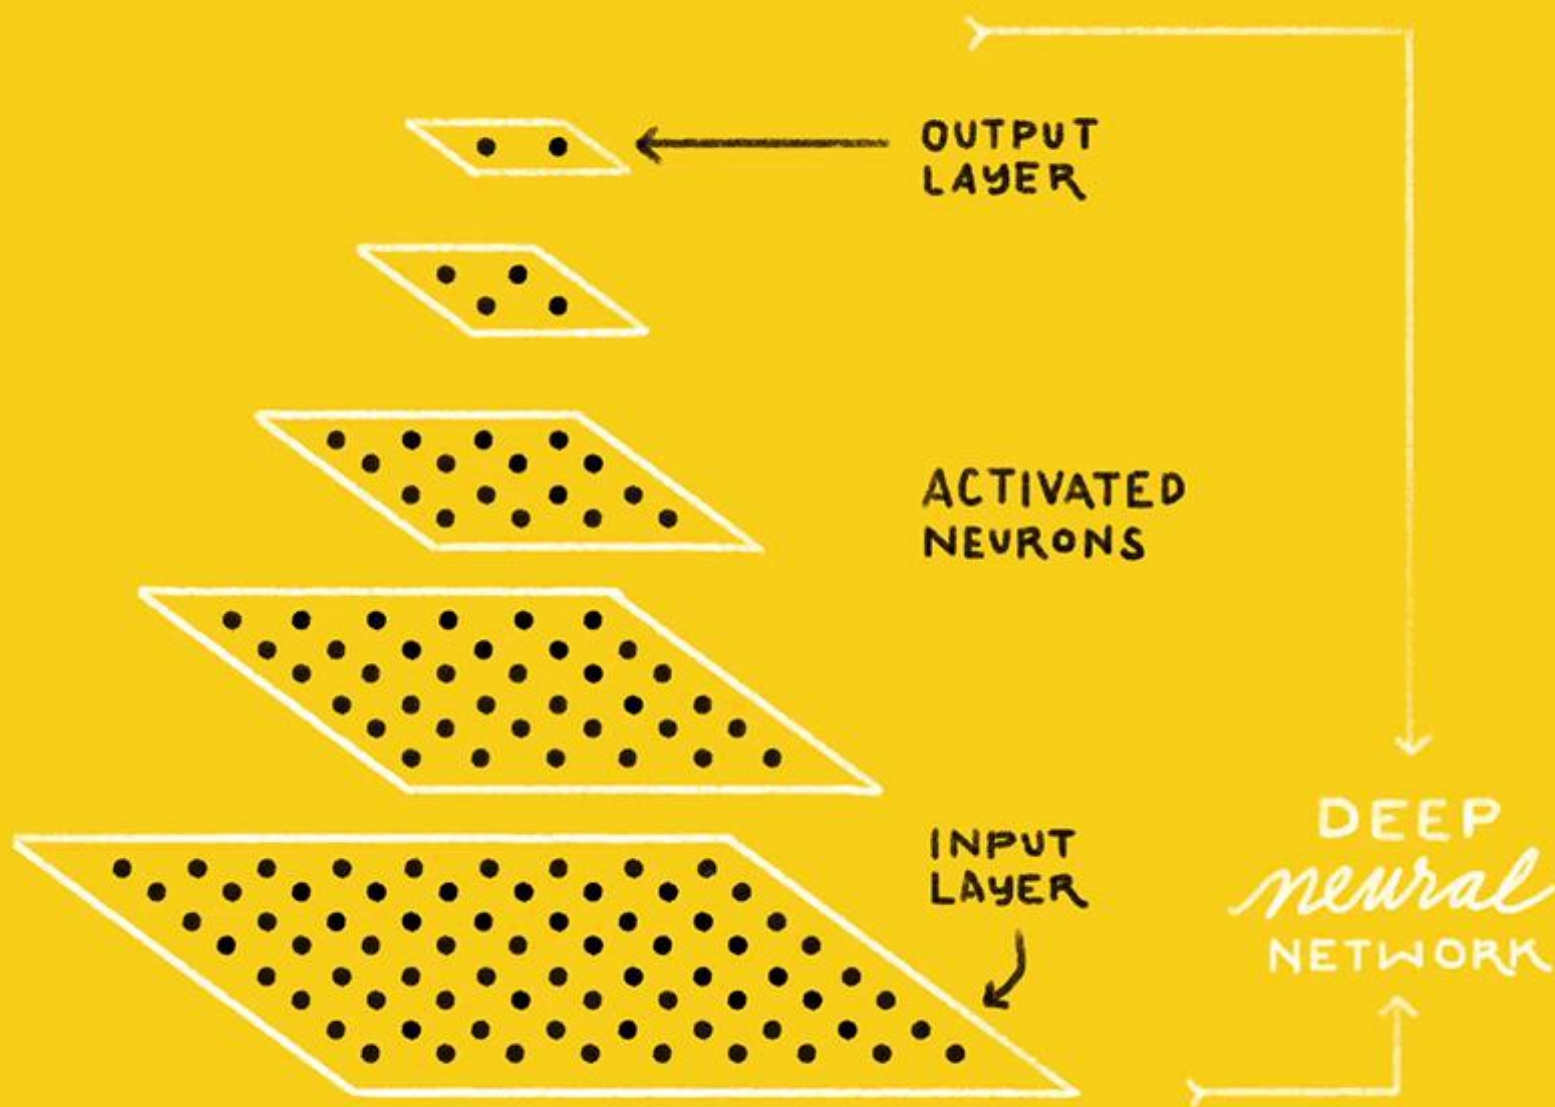 OUTPUT
LAYER
ACTIVATED
NEURONS
INPUT
LAYER
DEEP
neural
NETWORK